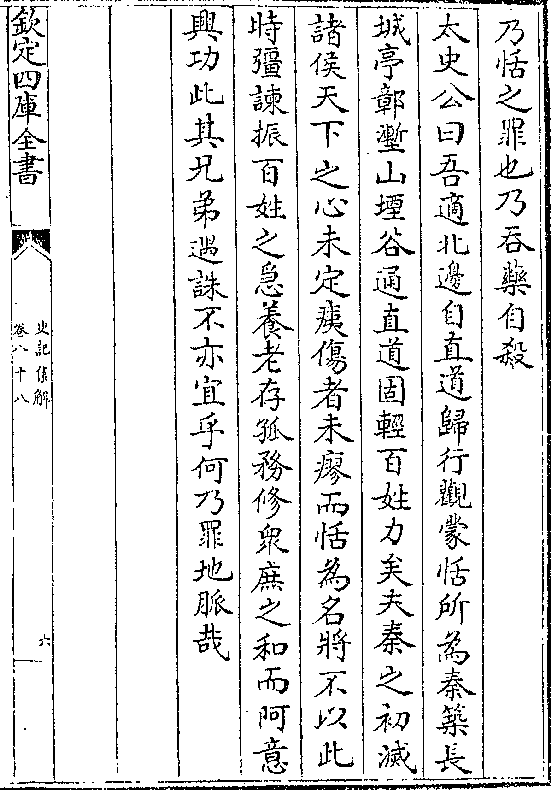 乃恬之罪也乃吞藥自殺
太史公曰吾適北邊自直道歸行觀蒙恬所為秦築長
城亭鄣壍山堙谷通直道固輕百姓力矣夫秦之初滅
諸侯天下之心未定痍傷者未瘳而恬為名將不以此
時彊諫振百姓之急養老存孤務修衆庶之和而阿意
興功此其兄弟遇誅不亦宜乎何乃罪地脈哉
欽定四庫全書
史記集解
卷八十八
六